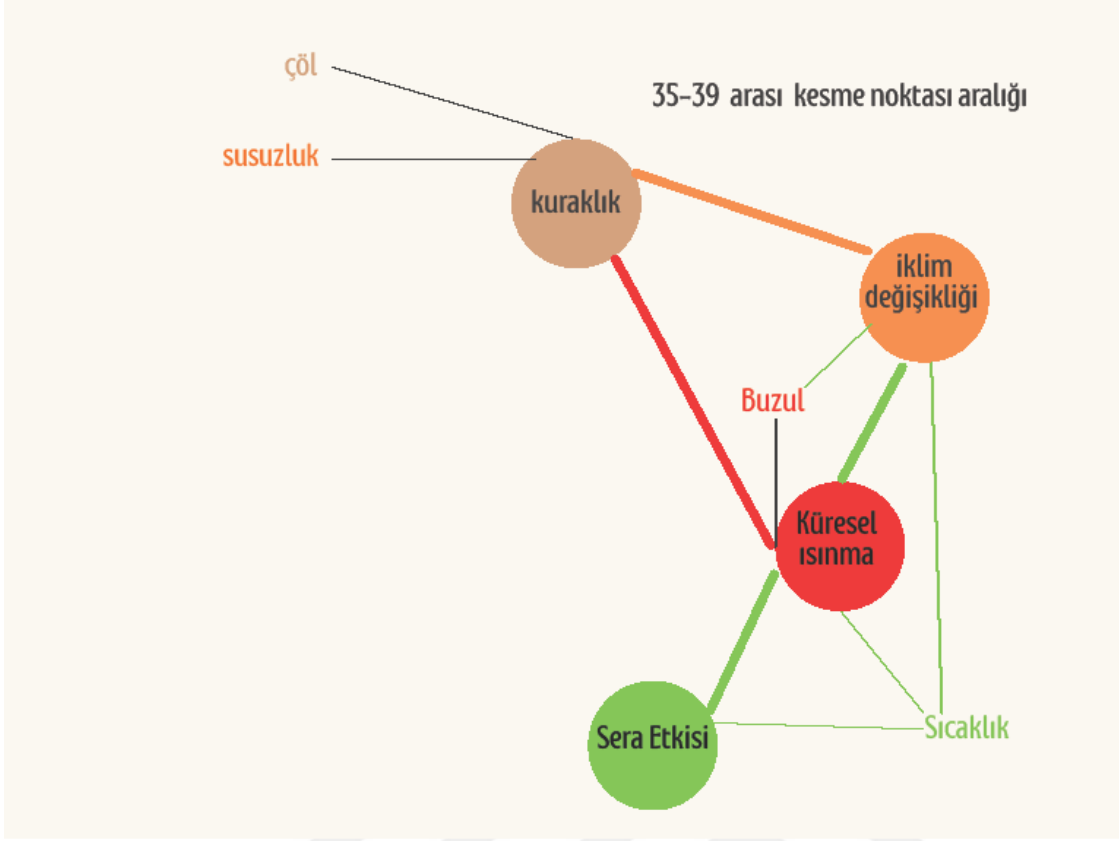 çöl
35–39 arası kesme noktası aralığı
susuzluk
kuraklık
iklim
değişikliği
Buzul
Küresel
ısınma
Sera Etkisi
Sıcaklık